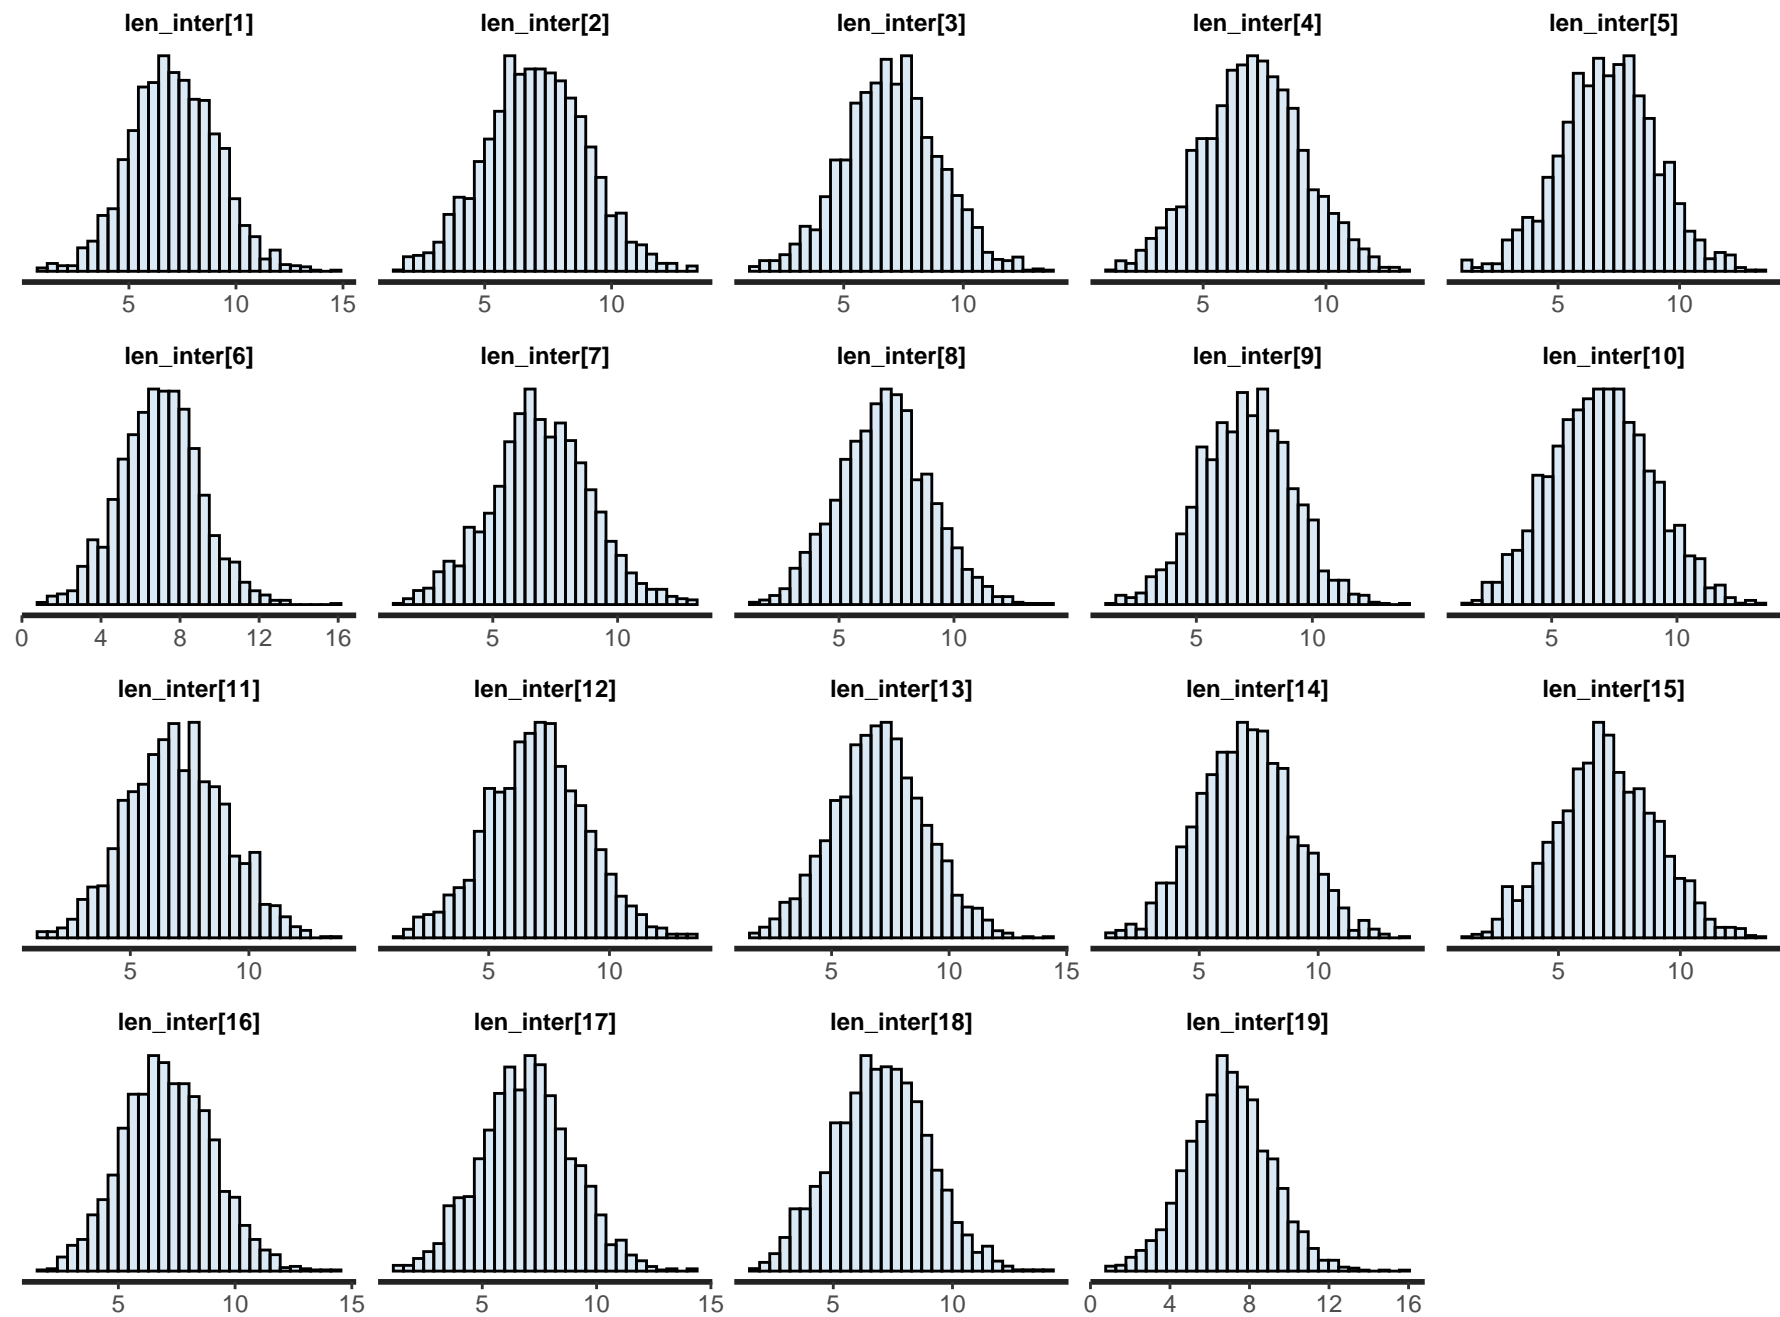 len_inter[1] len_inter[2] len_inter[3] len_inter[4] len_inter[5]
5 10 15 5 10 5 10 5 10 5 10
len_inter[6] len_inter[7] len_inter[8] len_inter[9] len_inter[10]
0 4 8 12 16 5 10 5 10 5 10 5 10
len_inter[11] len_inter[12] len_inter[13] len_inter[14] len_inter[15]
5 10 5 10 5 10 15 5 10 5 10
len_inter[16] len_inter[17] len_inter[18] len_inter[19]
5 10 15 5 10 15 5 10 0 4 8 12 16